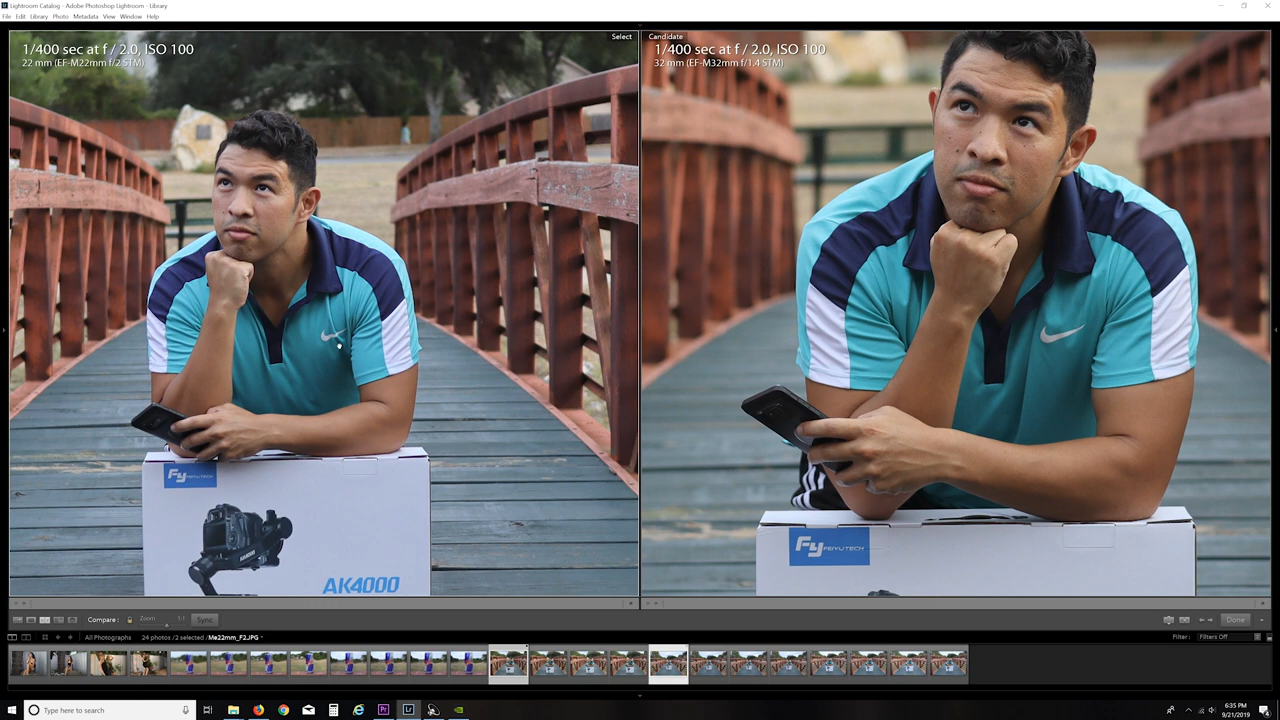 Lightroom Catalog - Adobe Photoshop Lightroom - Library
File Edit Library Photo Metadata View Window Help
Select
1/400 sec at f / 2.0, ISO 100
22 mm (EF-M22mm f/2 STM)
Candidate
1/400 sec at f / 2.0, ISO 100
32 mm (EF-M32mm f/1.4 STM)
Fy FEIYUTECH
AK4000
AK4000
Fy FEIYUTECH
Compare : Zoom 1:1 Sync Done
All Photographs 24 photos /2 selected /Me22mm_F2.JPG
Filter : Filters Off
Type here to search
6:35 PM
9/21/2019